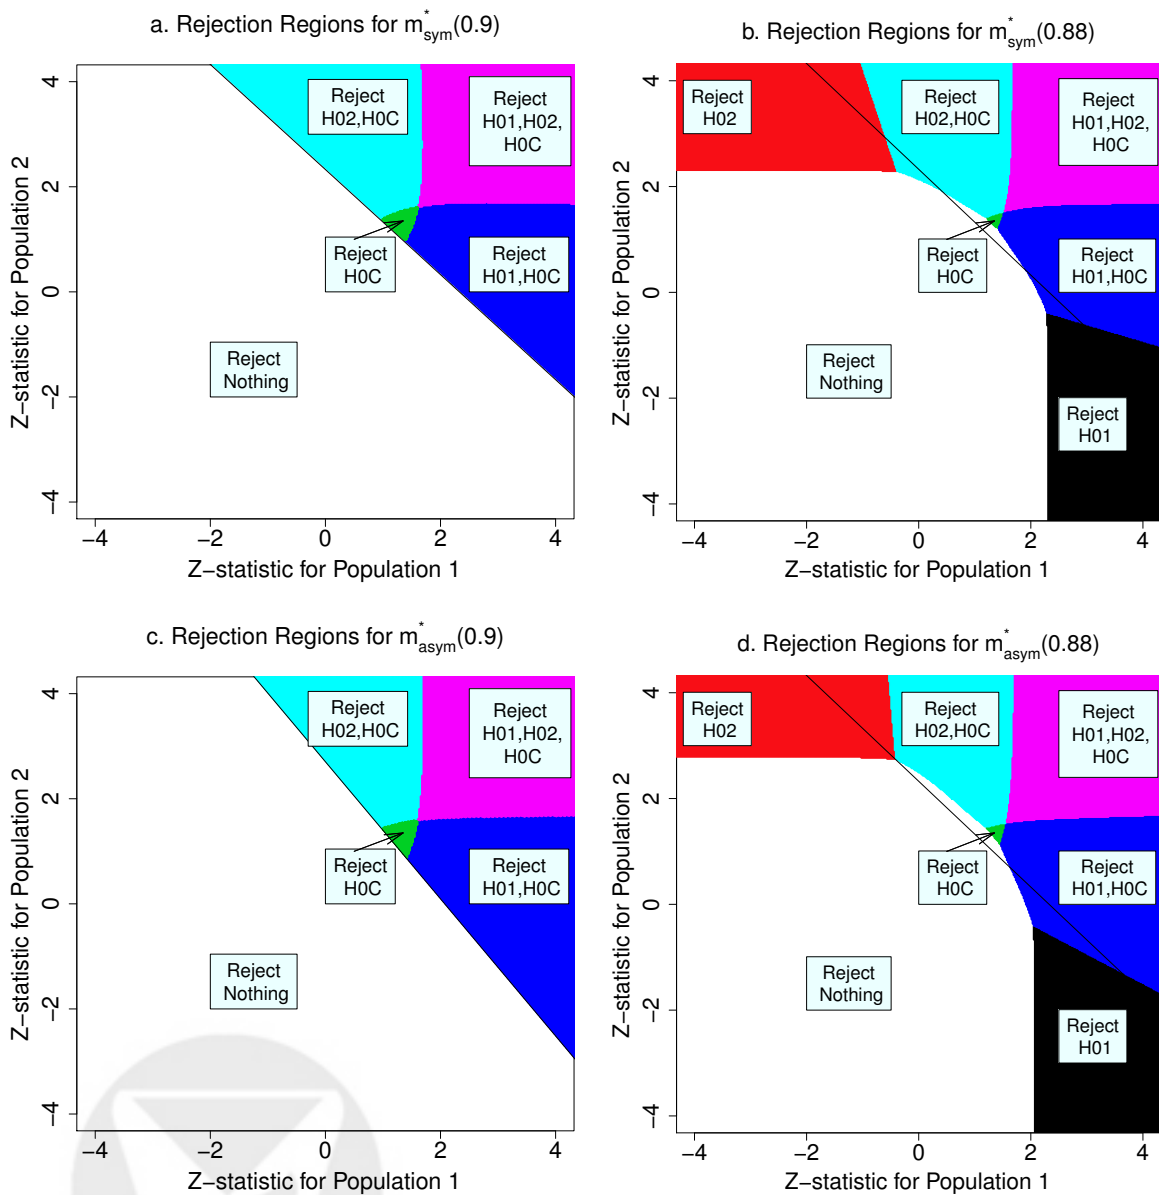 a. Rejection Regions for m*sym(0.9)
Z−statistic for Population 2
4
2
0
−2
−4
Reject
H02,H0C
Reject
H01,H02,
H0C
Reject
H0C
Reject
H01,H0C
Reject
Nothing
−4 −2 0 2 4
Z−statistic for Population 1
b. Rejection Regions for m*sym(0.88)
Z−statistic for Population 2
4
2
0
−2
−4
Reject
H02
Reject
H02,H0C
Reject
H01,H02,
H0C
Reject
H0C
Reject
H01,H0C
Reject
Nothing
Reject
H01
−4 −2 0 2 4
Z−statistic for Population 1
c. Rejection Regions for m*asym(0.9)
Z−statistic for Population 2
4
2
0
−2
−4
Reject
H02,H0C
Reject
H01,H02,
H0C
Reject
H0C
Reject
H01,H0C
Reject
Nothing
−4 −2 0 2 4
Z−statistic for Population 1
d. Rejection Regions for m*asym(0.88)
Z−statistic for Population 2
4
2
0
−2
−4
Reject
H02
Reject
H02,H0C
Reject
H01,H02,
H0C
Reject
H0C
Reject
H01,H0C
Reject
Nothing
Reject
H01
−4 −2 0 2 4
Z−statistic for Population 1